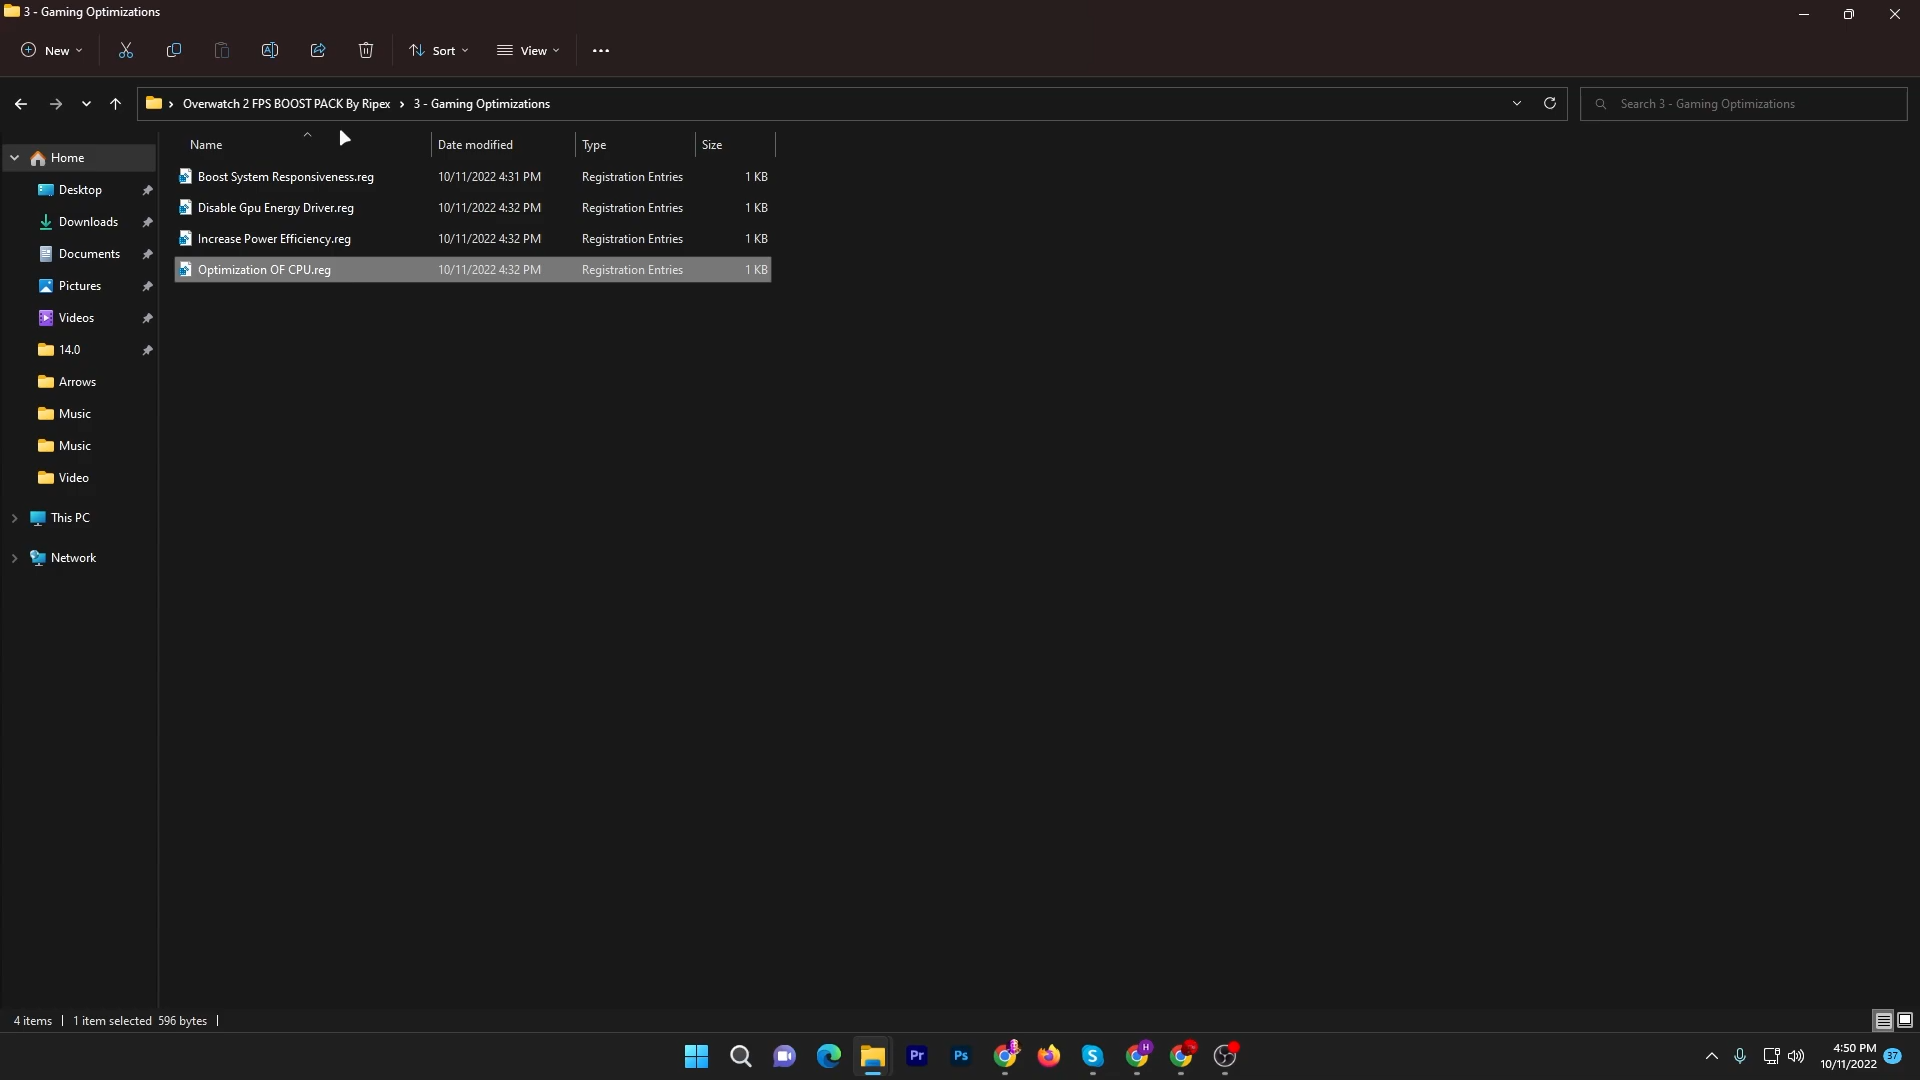 3 - Gaming Optimizations
New
Sort
View
Overwatch 2 FPS BOOST PACK By Ripex > 3 - Gaming Optimizations
Search 3 - Gaming Optimizations
Name Date modified Type Size
Boost System Responsiveness.reg 10/11/2022 4:31 PM Registration Entries 1 KB
Disable Gpu Energy Driver.reg 10/11/2022 4:32 PM Registration Entries 1 KB
Increase Power Efficiency.reg 10/11/2022 4:32 PM Registration Entries 1 KB
Optimization OF CPU.reg 10/11/2022 4:32 PM Registration Entries 1 KB
Home
Desktop
Downloads
Documents
Pictures
Videos
14.0
Arrows
Music
Music
Video
This PC
Network
4 items | 1 item selected 596 bytes |
Pr
Ps
S
H
4:50 PM
10/11/2022
37